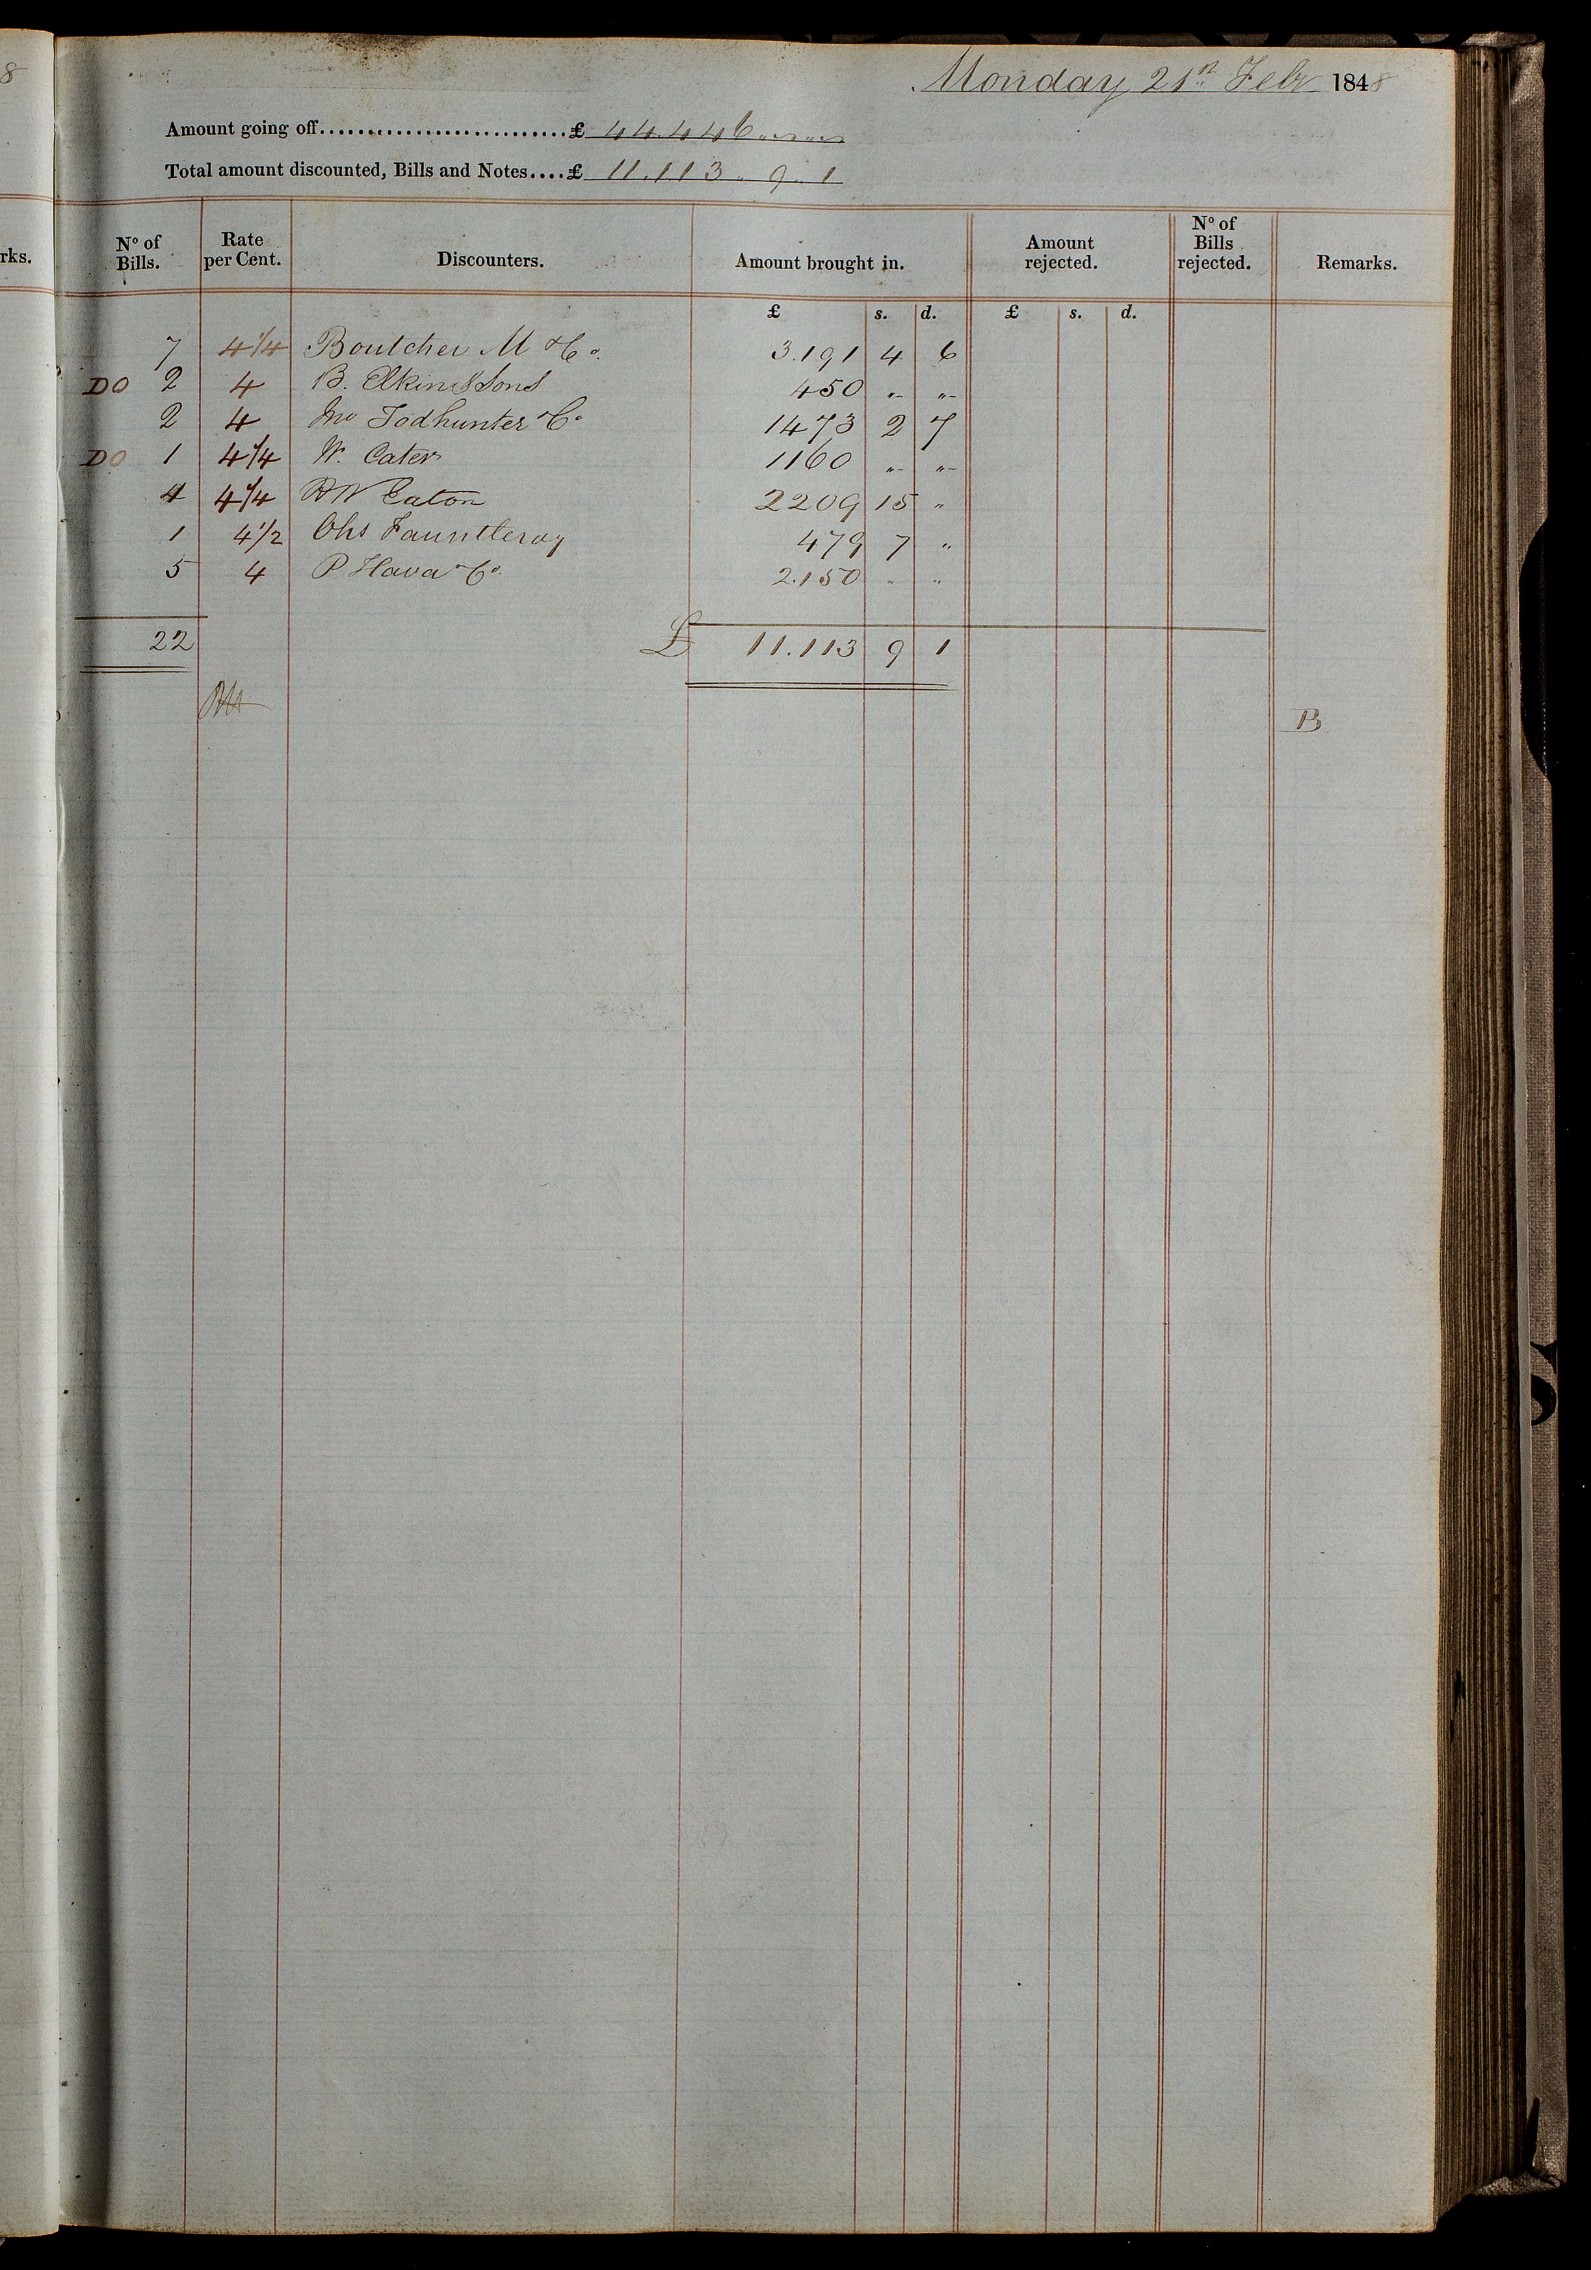 8
Monday 21st Feby 1848
Amount going off...........................£ 44.446 .. .. ..
Total amount discounted, Bills and Notes....£ 11.113 .. 9 .. 1
rks.
No of Bills. Rate per Cent. Discounters. Amount brought in. Amount rejected. No of Bills rejected. Remarks.
£ s. d. £ s. d.
7 4 1/4 Boutcher M & Co. 3.191 4 6
DO 2 4 B. Elkin & Sons 450 " "
2 4 Jno Todhunter & Co 1473 2 7
DO 1 4 1/4 W. Cater 1160 " "
4 4 1/4 H W Eaton 2209 15 "
1 4 1/2 Chs Fauntleroy 479 7 "
5 4 P Hava & Co. 2.150 " "
22 £ 11.113 9 1
B